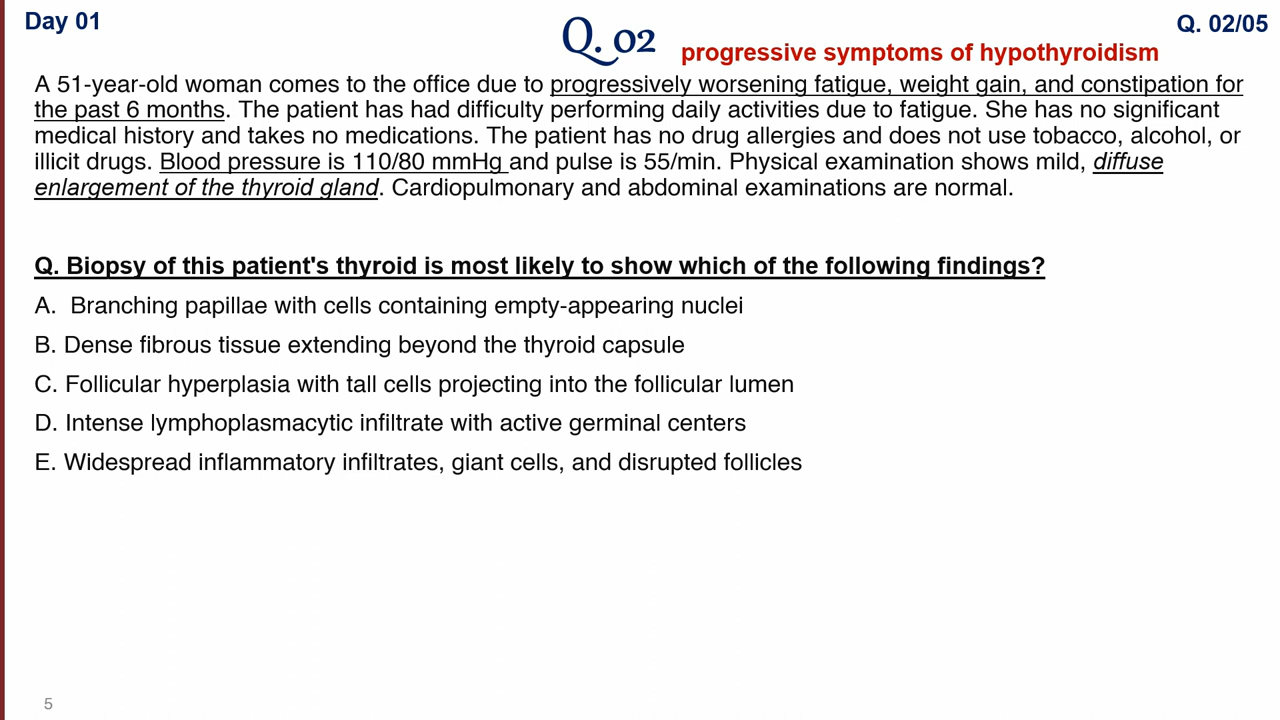 Day 01
Q. 02
Q. 02/05
progressive symptoms of hypothyroidism
A 51-year-old woman comes to the office due to progressively worsening fatigue, weight gain, and constipation for
the past 6 months. The patient has had difficulty performing daily activities due to fatigue. She has no significant
medical history and takes no medications. The patient has no drug allergies and does not use tobacco, alcohol, or
illicit drugs. Blood pressure is 110/80 mmHg and pulse is 55/min. Physical examination shows mild, diffuse
enlargement of the thyroid gland. Cardiopulmonary and abdominal examinations are normal.
Q. Biopsy of this patient's thyroid is most likely to show which of the following findings?
A. Branching papillae with cells containing empty-appearing nuclei
B. Dense fibrous tissue extending beyond the thyroid capsule
C. Follicular hyperplasia with tall cells projecting into the follicular lumen
D. Intense lymphoplasmacytic infiltrate with active germinal centers
E. Widespread inflammatory infiltrates, giant cells, and disrupted follicles
5